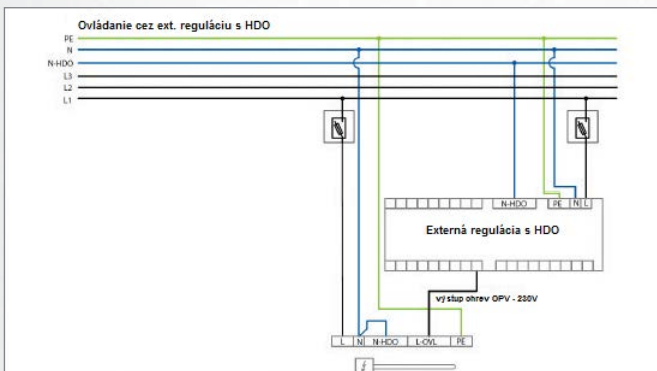 Ovládanie cez ext. reguláciu s HDO
PE
N
N-HDO
L3
L2
L1
N-HDO PE N L
Externá regulácia s HDO
výstup ohrev OPV - 230V
L N N-HDO L-OVL PE